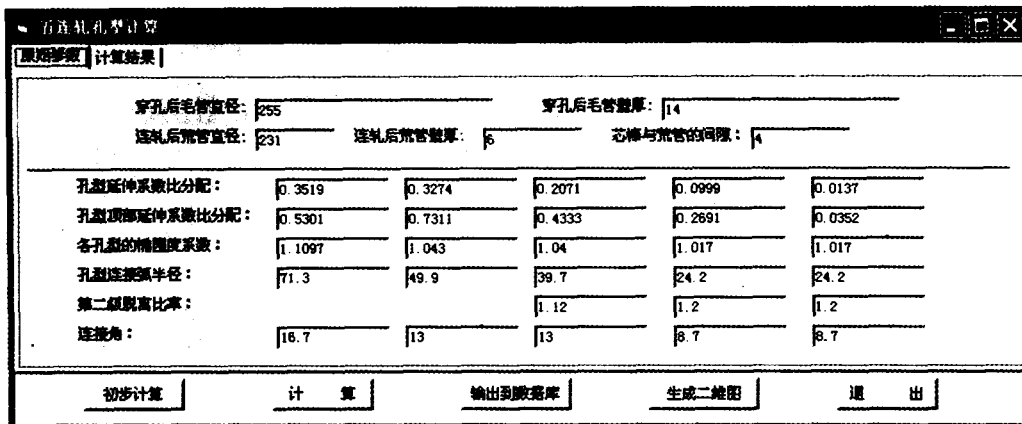 五连轧孔型计算
原始参数 计算结果
穿孔后毛管直径: 255 穿孔后毛管壁厚: 14
连轧后荒管直径: 231 连轧后荒管壁厚: 6 芯棒与荒管的间隙: 4
孔型延伸系数比分配: 0.3519 0.3274 0.2071 0.0999 0.0137
孔型顶部延伸系数比分配: 0.5301 0.7311 0.4333 0.2691 0.0352
各孔型的椭圆度系数: 1.1097 1.043 1.04 1.017 1.017
孔型连接弧半径: 71.3 49.9 39.7 24.2 24.2
第二级脱离比率: 1.12 1.2 1.2
连接角: 16.7 13 13 8.7 8.7
初步计算 计 算 输出到数据库 生成二维图 退 出